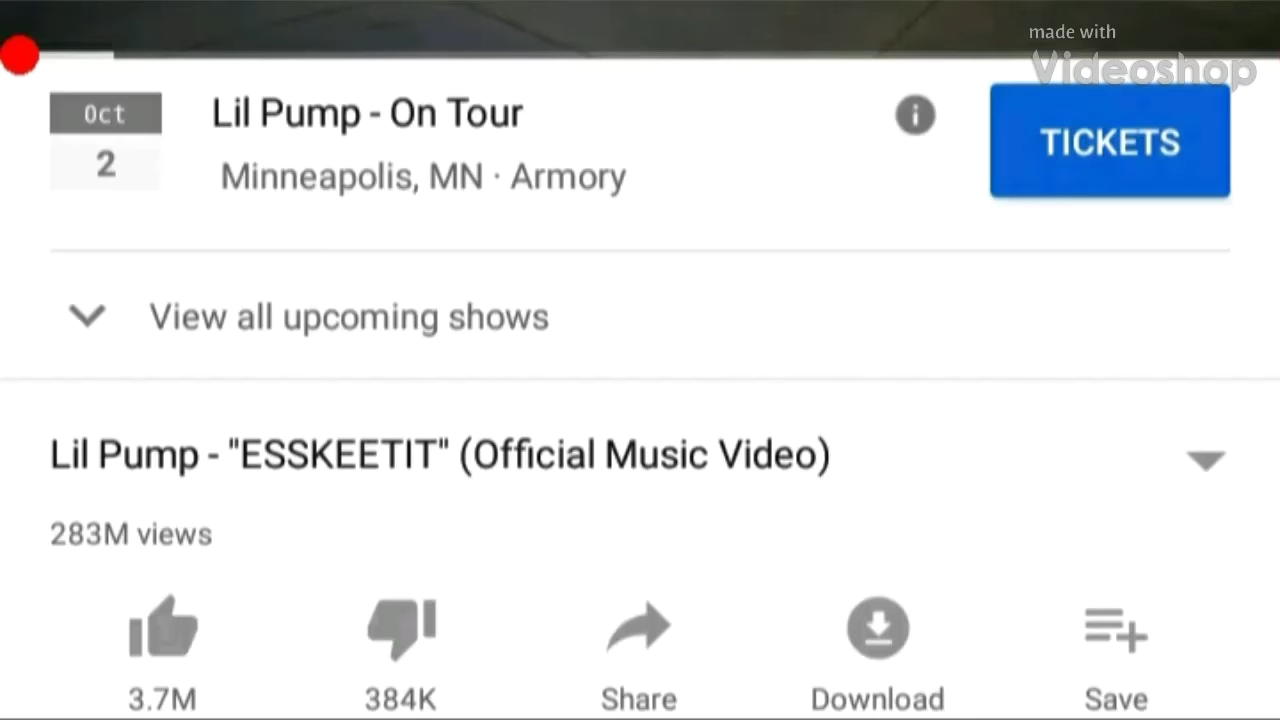 made with
Videoshop
Oct
2
Lil Pump - On Tour
Minneapolis, MN · Armory
TICKETS
View all upcoming shows
Lil Pump - "ESSKEETIT" (Official Music Video)
283M views
3.7M
384K
Share
Download
Save